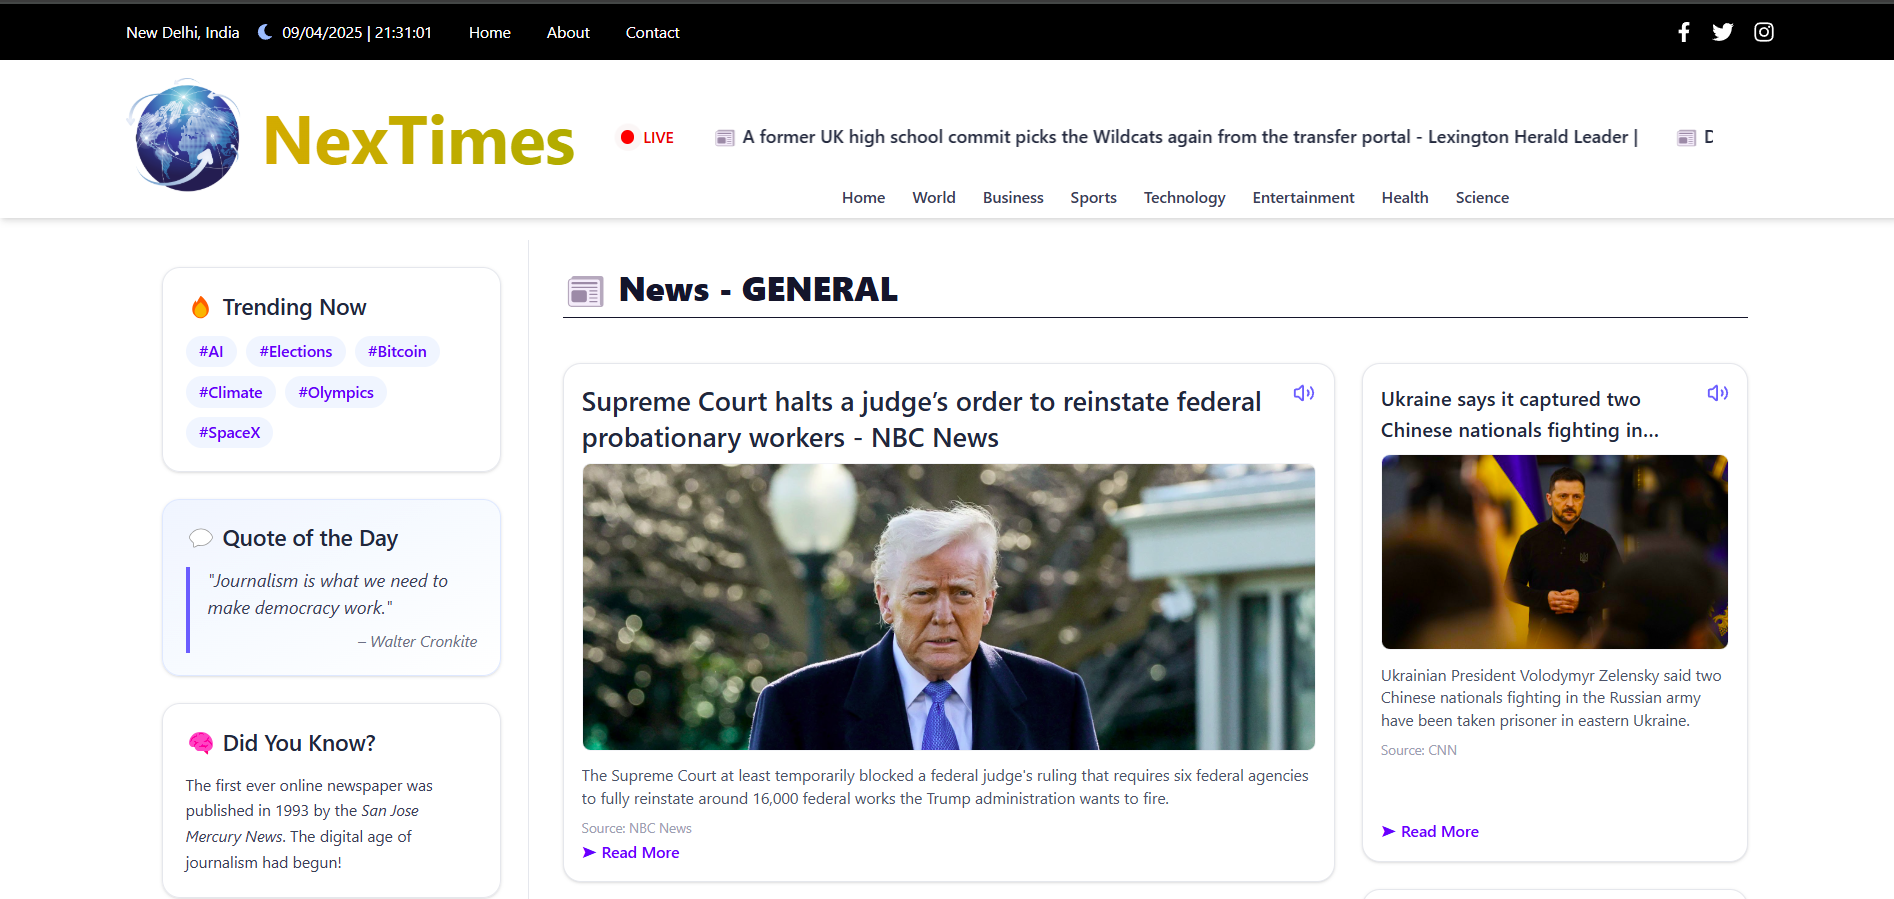 New Delhi, India 09/04/2025 | 21:31:01 Home About Contact
NexTimes
LIVE
A former UK high school commit picks the Wildcats again from the transfer portal - Lexington Herald Leader | D
Home World Business Sports Technology Entertainment Health Science
Trending Now
#AI #Elections #Bitcoin
#Climate #Olympics
#SpaceX
Quote of the Day
"Journalism is what we need to
make democracy work."
– Walter Cronkite
Did You Know?
The first ever online newspaper was
published in 1993 by the San Jose
Mercury News. The digital age of
journalism had begun!
News - GENERAL
Supreme Court halts a judge’s order to reinstate federal
probationary workers - NBC News
The Supreme Court at least temporarily blocked a federal judge's ruling that requires six federal agencies
to fully reinstate around 16,000 federal works the Trump administration wants to fire.
Source: NBC News
➤ Read More
Ukraine says it captured two
Chinese nationals fighting in...
Ukrainian President Volodymyr Zelensky said two
Chinese nationals fighting in the Russian army
have been taken prisoner in eastern Ukraine.
Source: CNN
➤ Read More